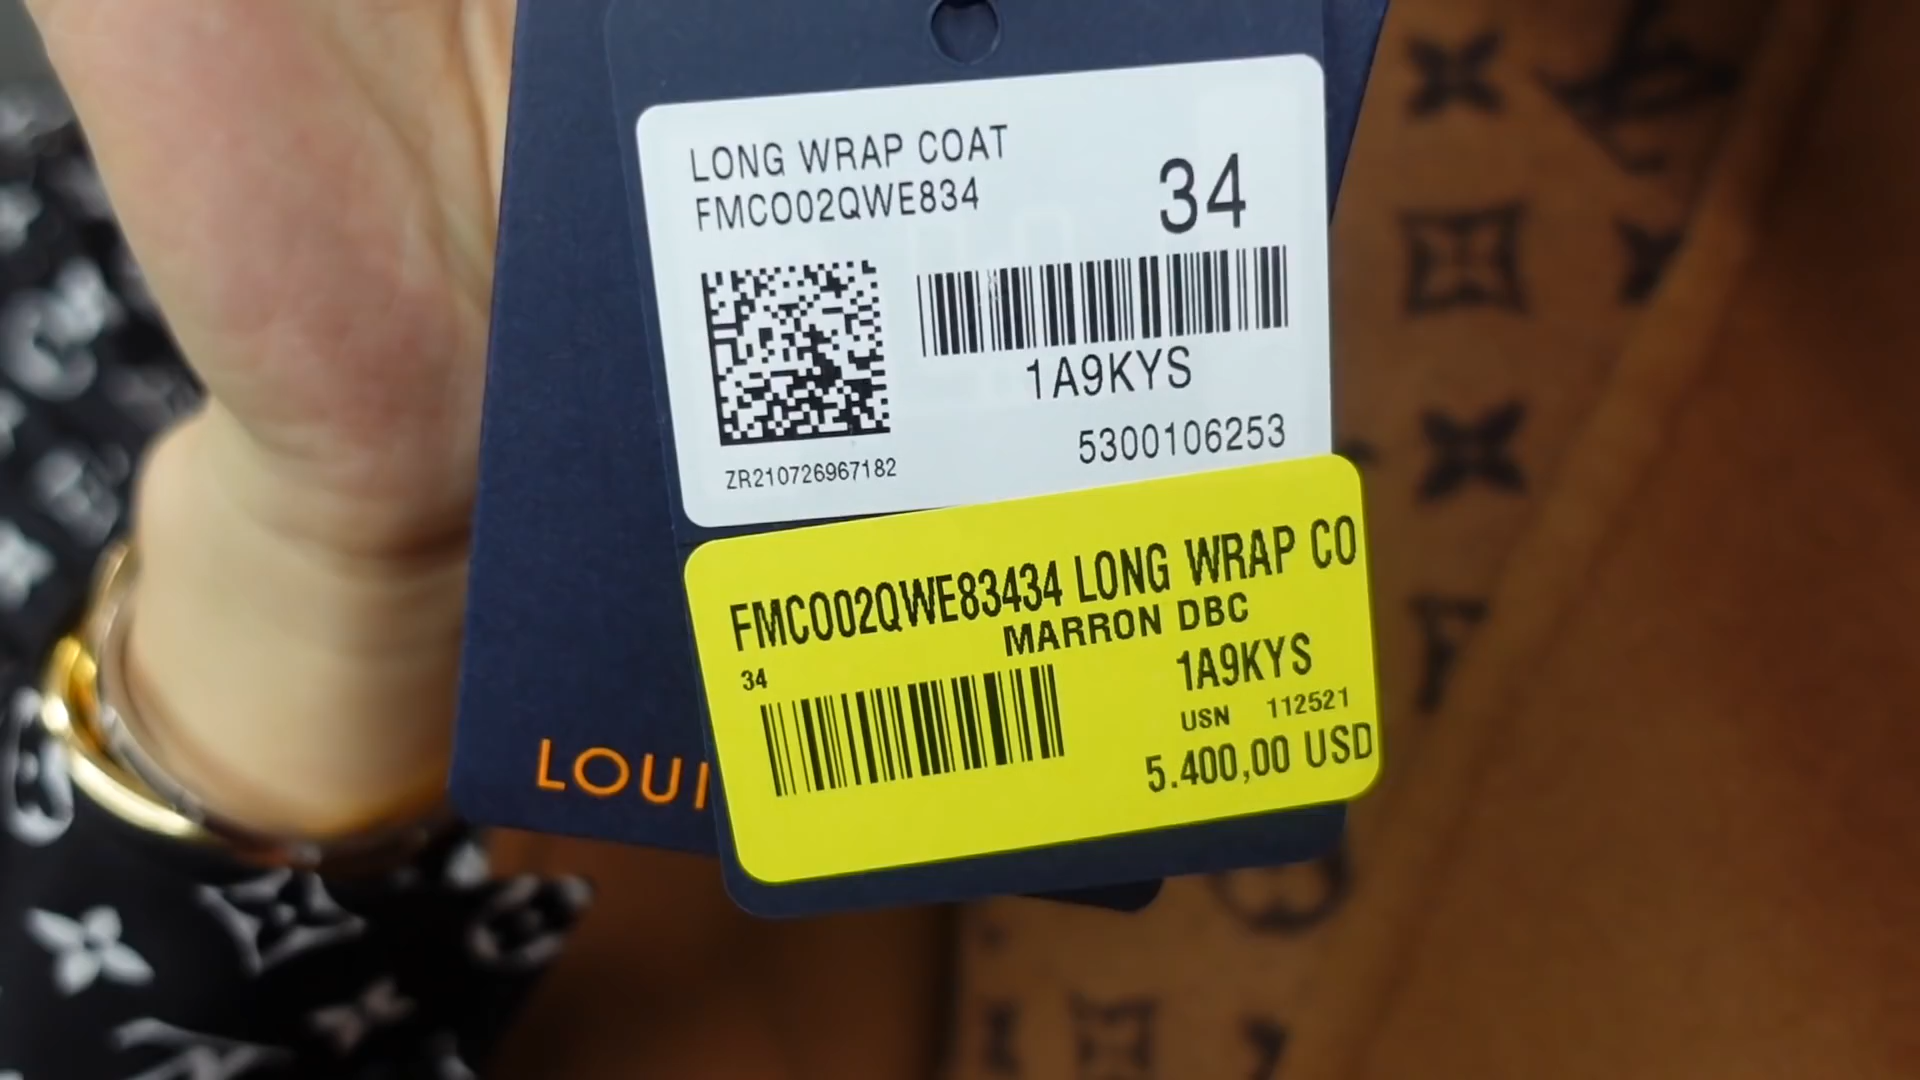 LONG WRAP COAT
FMCO02QWE834
34
1A9KYS
5300106253
ZR210726967182
FMCO02QWE83434 LONG WRAP CO
MARRON DBC
34
1A9KYS
USN 112521
5.400,00 USD
LOUI